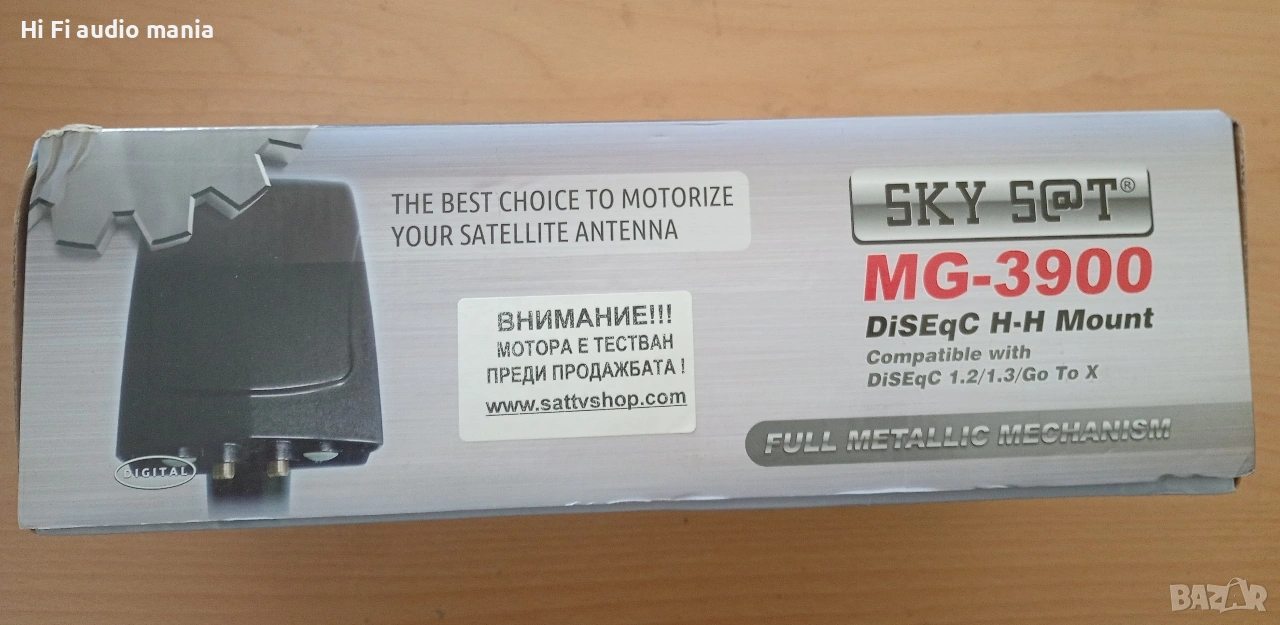 Hi Fi audio mania
THE BEST CHOICE TO MOTORIZE
YOUR SATELLITE ANTENNA
SKY S@T®
MG-3900
DiSEqC H-H Mount
Compatible with
DiSEqC 1.2/1.3/Go To X
FULL METALLIC MECHANISM
ВНИМАНИЕ!!!
МОТОРА Е ТЕСТВАН
ПРЕДИ ПРОДАЖБАТА !
www.sattvshop.com
DIGITAL
BAZAR